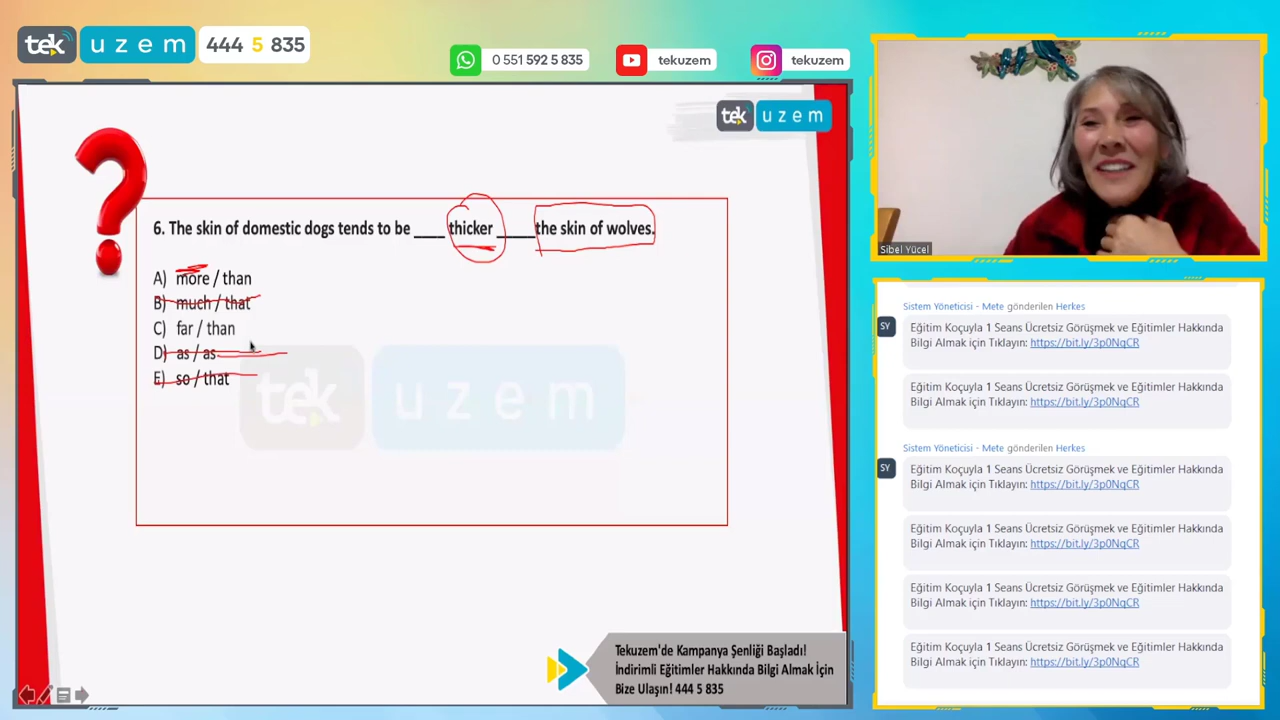 tek uzem 444 5 835
0 551 592 5 835
tekuzem
tekuzem
tek uzem
6. The skin of domestic dogs tends to be ____ thicker _____the skin of wolves.
A) more / than
B) much / that
C) far / than
D) as / as
E) so / that
tek uzem
Tekuzem'de Kampanya Şenliği Başladı!
İndirimli Eğitimler Hakkında Bilgi Almak İçin
Bize Ulaşın! 444 5 835
Sibel Yücel
Sistem Yöneticisi - Mete gönderilen Herkes
SY
Eğitim Koçuyla 1 Seans Ücretsiz Görüşmek ve Eğitimler Hakkında
Bilgi Almak için Tıklayın: https://bit.ly/3p0NqCR
Eğitim Koçuyla 1 Seans Ücretsiz Görüşmek ve Eğitimler Hakkında
Bilgi Almak için Tıklayın: https://bit.ly/3p0NqCR
Sistem Yöneticisi - Mete gönderilen Herkes
SY
Eğitim Koçuyla 1 Seans Ücretsiz Görüşmek ve Eğitimler Hakkında
Bilgi Almak için Tıklayın: https://bit.ly/3p0NqCR
Eğitim Koçuyla 1 Seans Ücretsiz Görüşmek ve Eğitimler Hakkında
Bilgi Almak için Tıklayın: https://bit.ly/3p0NqCR
Eğitim Koçuyla 1 Seans Ücretsiz Görüşmek ve Eğitimler Hakkında
Bilgi Almak için Tıklayın: https://bit.ly/3p0NqCR
Eğitim Koçuyla 1 Seans Ücretsiz Görüşmek ve Eğitimler Hakkında
Bilgi Almak için Tıklayın: https://bit.ly/3p0NqCR